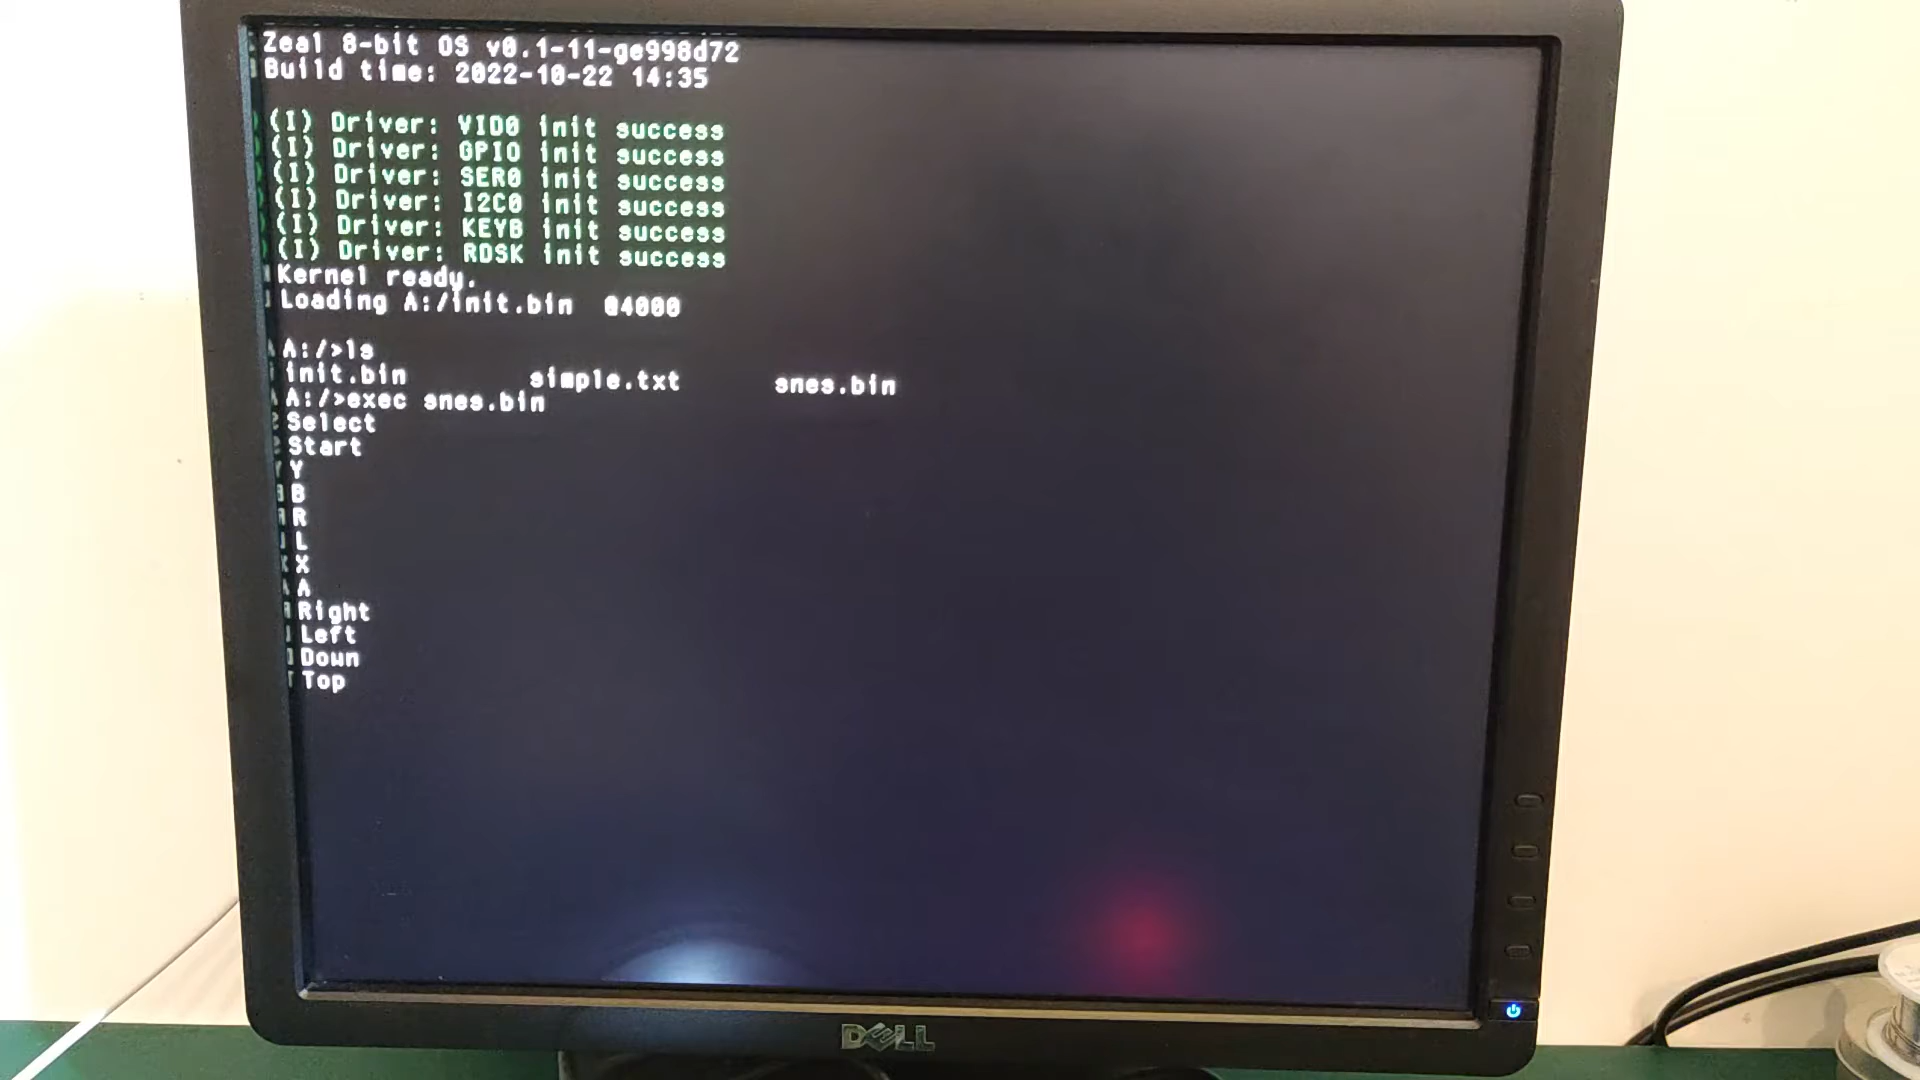 Zeal 8-bit OS v0.1-11-ge998d72
Build time: 2022-10-22 14:35
(I) Driver: VID0 init success
(I) Driver: GPIO init success
(I) Driver: SER0 init success
(I) Driver: I2C0 init success
(I) Driver: KEYB init success
(I) Driver: RDSK init success
Kernel ready.
Loading A:/init.bin @4000
A:/>ls
init.bin simple.txt snes.bin
A:/>exec snes.bin
Select
Start
Y
B
R
L
X
A
Right
Left
Down
Top
DELL